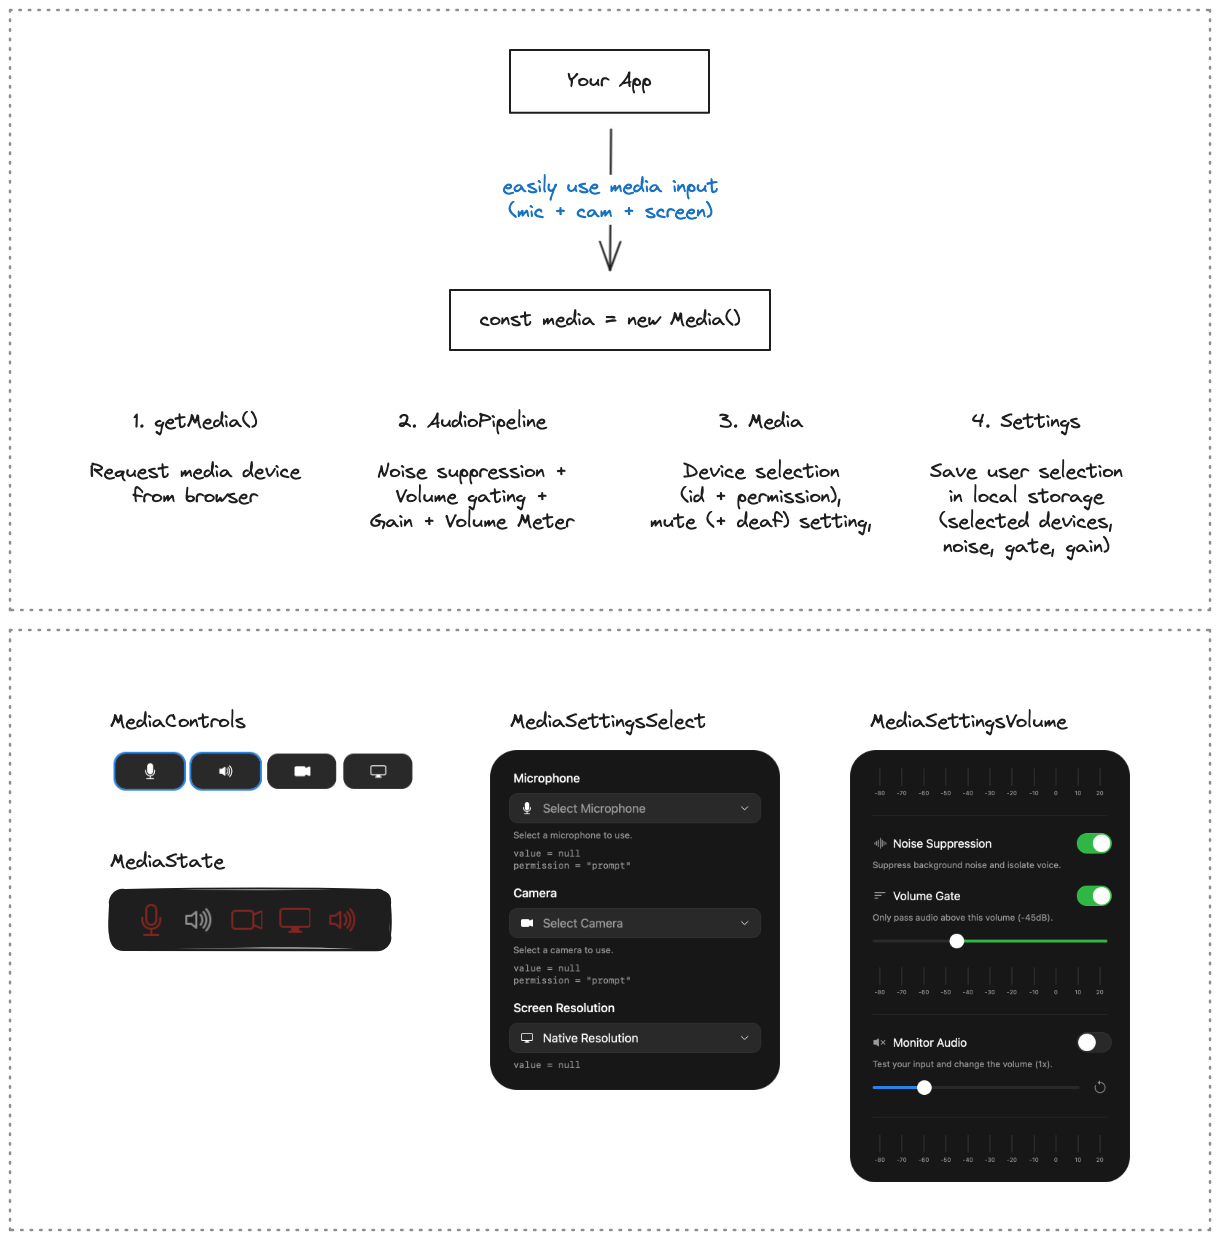 Your App
easily use media input
(mic + cam + screen)
const media = new Media()
1. getMedia()
Request media device
from browser
2. AudioPipeline
Noise suppression +
Volume gating +
Gain + Volume Meter
3. Media
Device selection
(id + permission),
mute (+ deaf) setting,
4. Settings
Save user selection
in local storage
(selected devices,
noise, gate, gain)
MediaControls
MediaState
MediaSettingsSelect
Microphone
Select Microphone
Select a microphone to use.
value = null
permission = "prompt"
Camera
Select Camera
Select a camera to use.
value = null
permission = "prompt"
Screen Resolution
Native Resolution
value = null
MediaSettingsVolume
-80 -70 -60 -50 -40 -30 -20 -10 0 10 20
Noise Suppression
Suppress background noise and isolate voice.
Volume Gate
Only pass audio above this volume (-45dB).
-80 -70 -60 -50 -40 -30 -20 -10 0 10 20
Monitor Audio
Test your input and change the volume (1x).
-80 -70 -60 -50 -40 -30 -20 -10 0 10 20